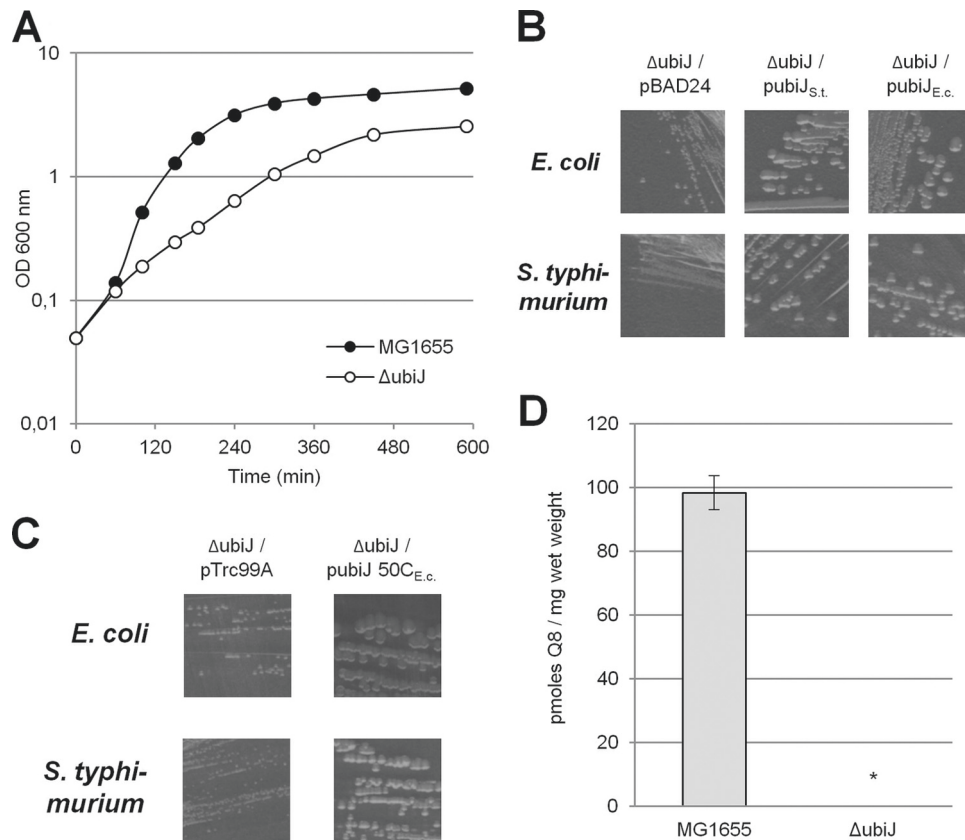 A
OD 600 nm
10
1
0,1
0,01
0
120
240
360
480
600
Time (min)
MG1655
ΔubiJ
B
ΔubiJ /
pBAD24
ΔubiJ /
pubiJS.t.
ΔubiJ /
pubiJE.c.
E. coli
S. typhi-
murium
C
ΔubiJ /
pTrc99A
ΔubiJ /
pubiJ 50CE.c.
E. coli
S. typhi-
murium
D
pmoles Q8 / mg wet weight
120
100
80
60
40
20
0
*
MG1655
ΔubiJ